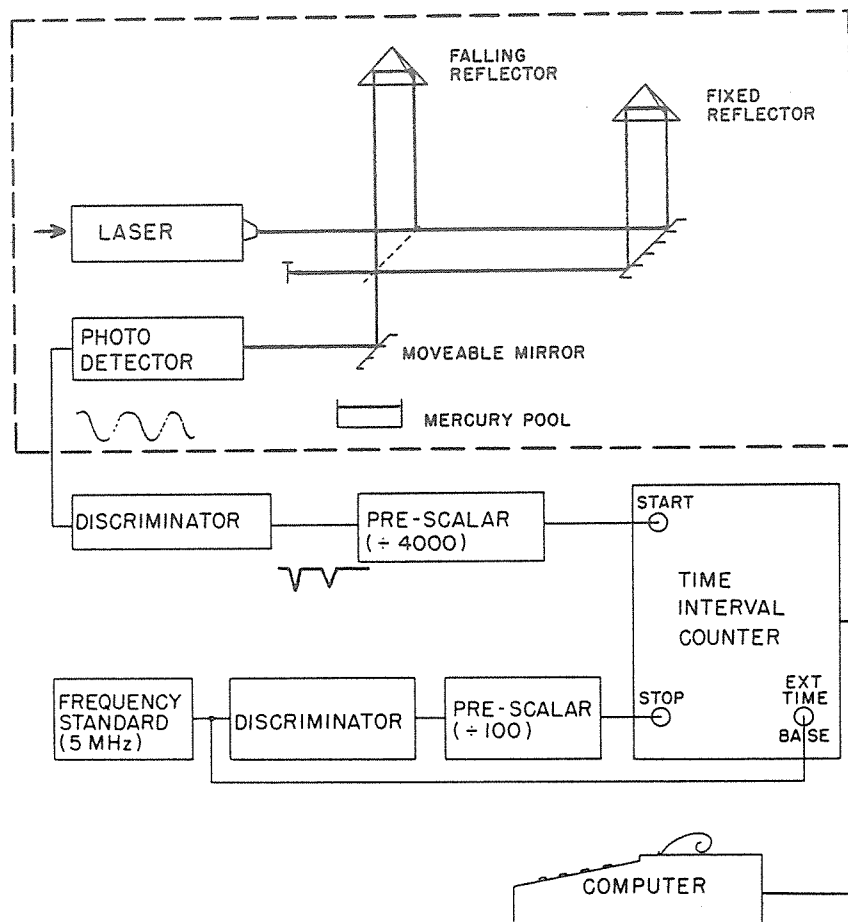 FALLING
REFLECTOR
FIXED
REFLECTOR
LASER
PHOTO
DETECTOR
MOVEABLE MIRROR
MERCURY POOL
DISCRIMINATOR
PRE-SCALAR
(÷ 4000)
START
TIME
INTERVAL
COUNTER
FREQUENCY
STANDARD
(5 MHz)
DISCRIMINATOR
PRE-SCALAR
(÷100)
STOP
EXT
TIME
BASE
COMPUTER